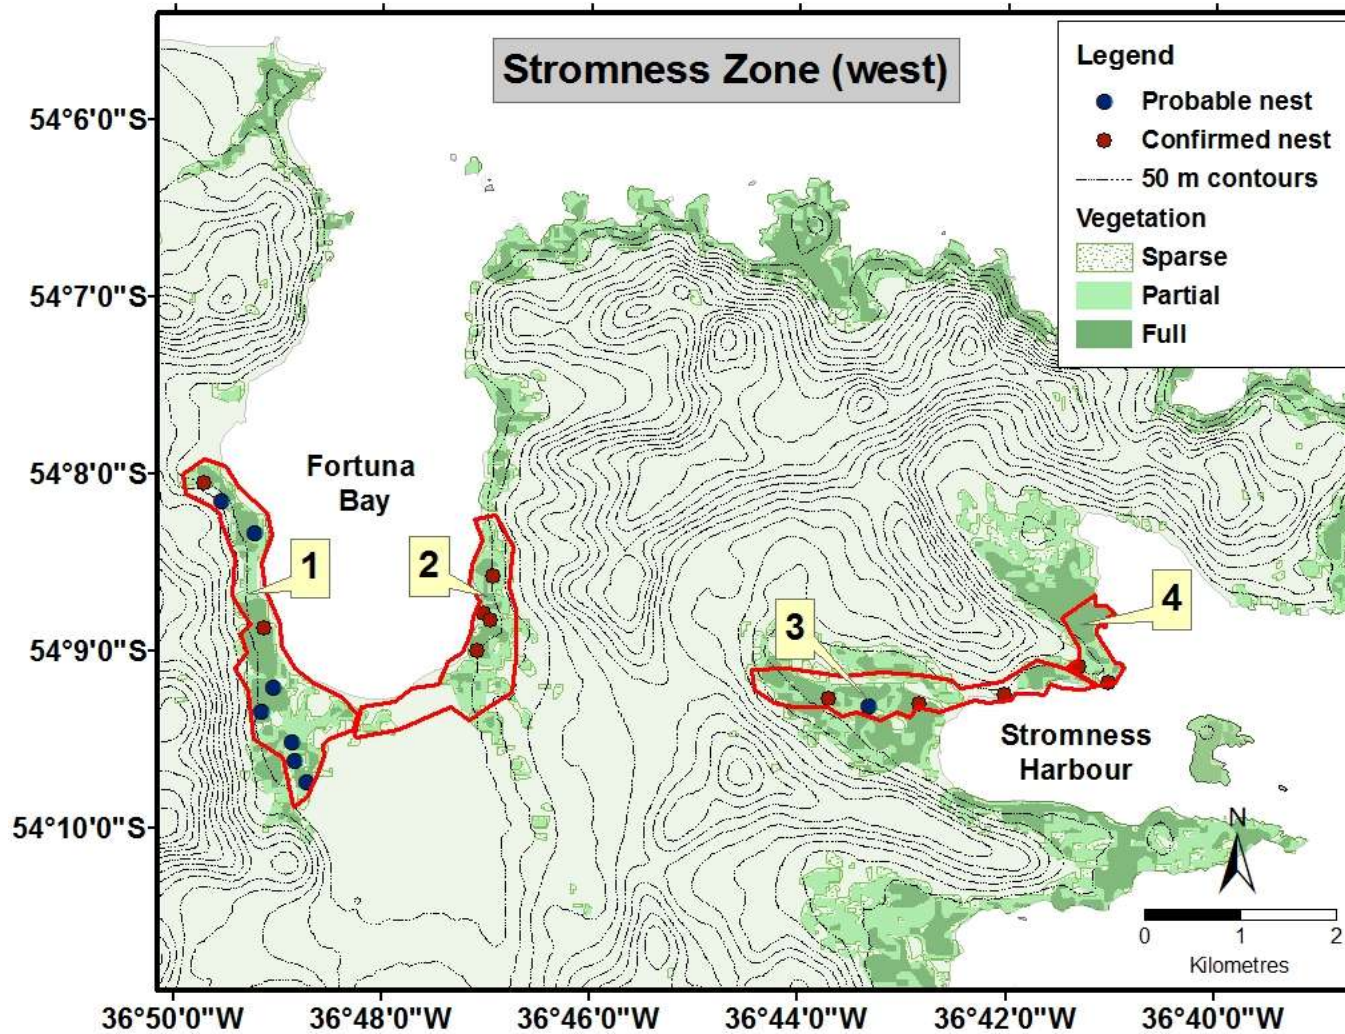 Stromness Zone (west)
Legend
Probable nest
Confirmed nest
50 m contours
Vegetation
Sparse
Partial
Full
54°6'0"S
54°7'0"S
54°8'0"S
54°9'0"S
54°10'0"S
Fortuna
Bay
1
2
3
4
Stromness
Harbour
N
0 1 2
Kilometres
36°50'0"W 36°48'0"W 36°46'0"W 36°44'0"W 36°42'0"W 36°40'0"W